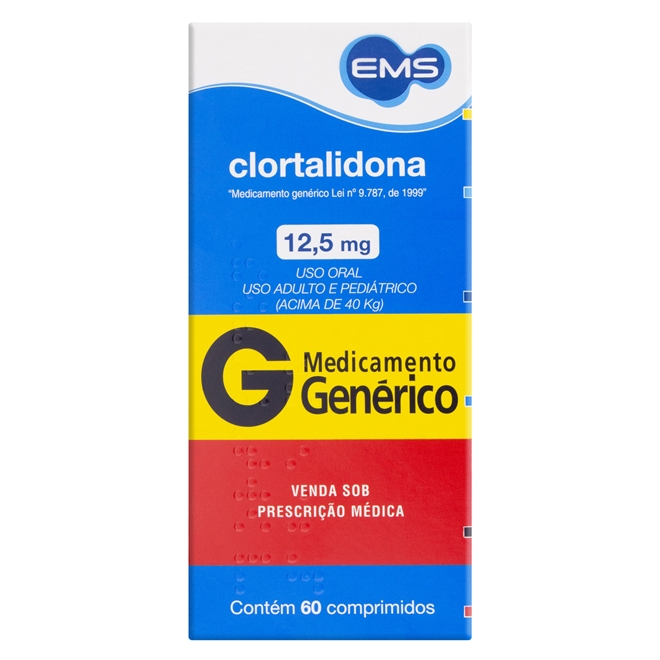 EMS
clortalidona
"Medicamento genérico Lei nº 9.787, de 1999"
12,5 mg
USO ORAL
USO ADULTO E PEDIÁTRICO
(ACIMA DE 40 Kg)
G Medicamento
Genérico
VENDA SOB
PRESCRIÇÃO MÉDICA
Contém 60 comprimidos